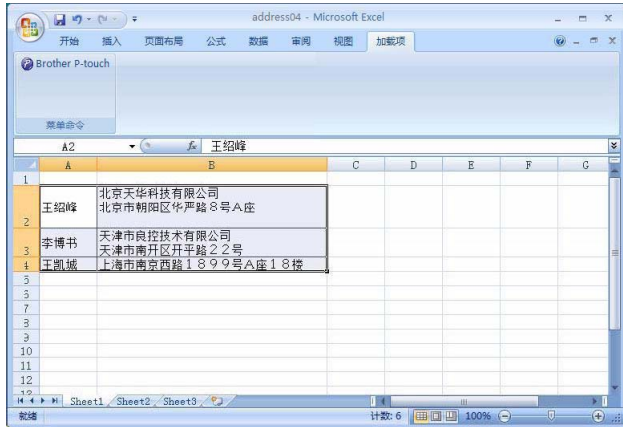 address04 - Microsoft Excel
开始 插入 页面布局 公式 数据 审阅 视图 加载项
Brother P-touch
菜单命令
A2 fx 王绍峰
A B C D E F G
1
北京天华科技有限公司
2 王绍峰 北京市朝阳区华严路8号A座
天津市良控技术有限公司
3 李博书 天津市南开区开平路22号
4 王凯城 上海市南京西路1899号A座18楼
5
6
7
8
9
10
11
12
Sheet1 Sheet2 Sheet3
就绪 计数: 6 100%